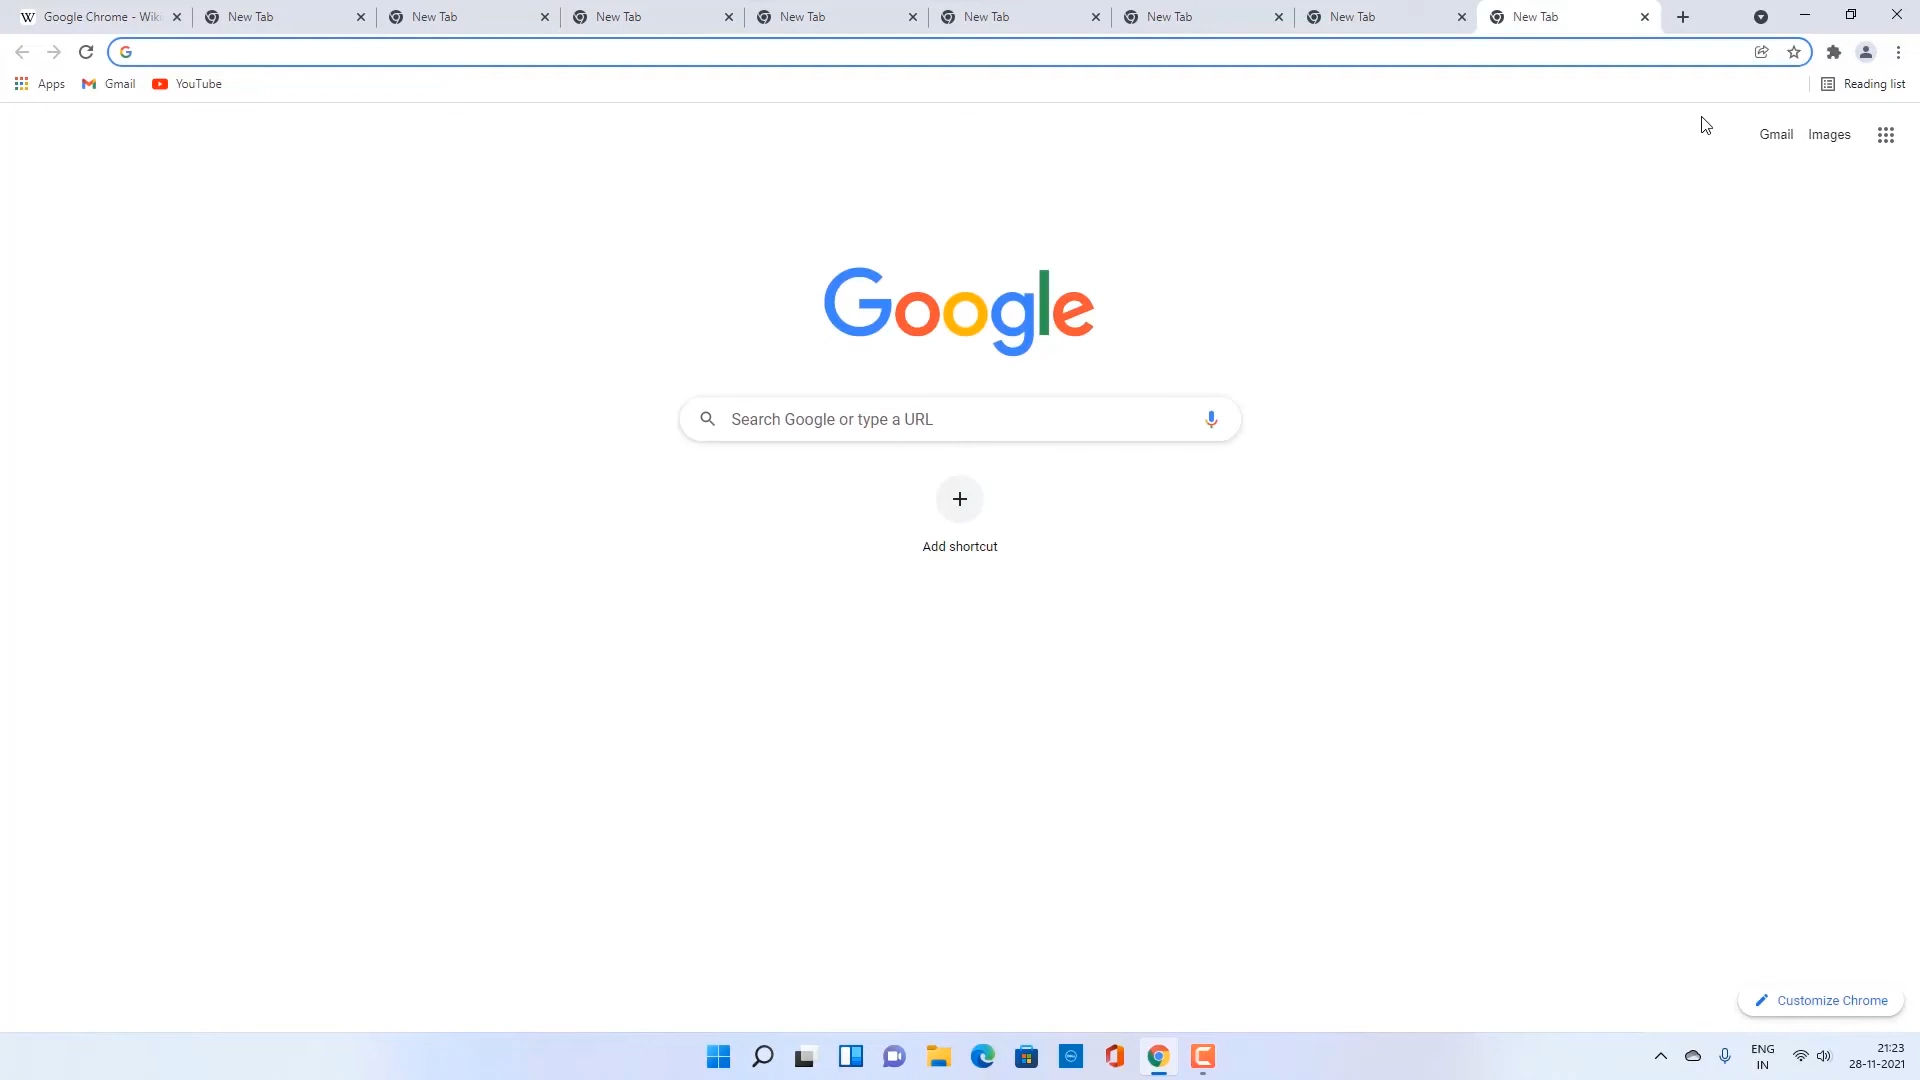 Google Chrome - Wiki
New Tab
New Tab
New Tab
New Tab
New Tab
New Tab
New Tab
New Tab
Apps
Gmail
YouTube
Reading list
Gmail
Images
Google
Search Google or type a URL
Add shortcut
Customize Chrome
ENG
IN
21:23
28-11-2021